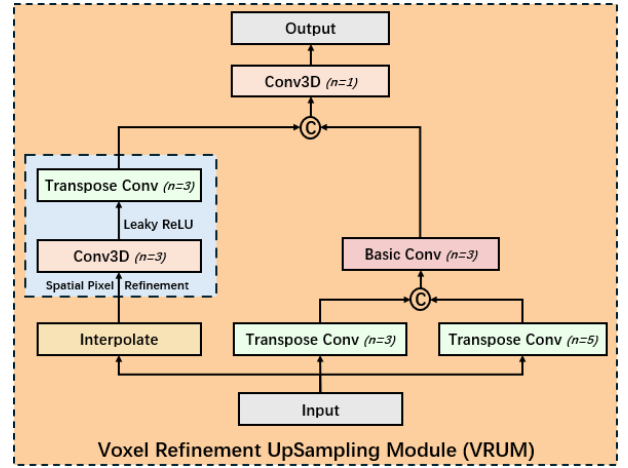 Output
Conv3D (n=1)
C
Transpose Conv (n=3)
Leaky ReLU
Conv3D (n=3)
Spatial Pixel Refinement
Basic Conv (n=3)
C
Interpolate
Transpose Conv (n=3)
Transpose Conv (n=5)
Input
Voxel Refinement UpSampling Module (VRUM)